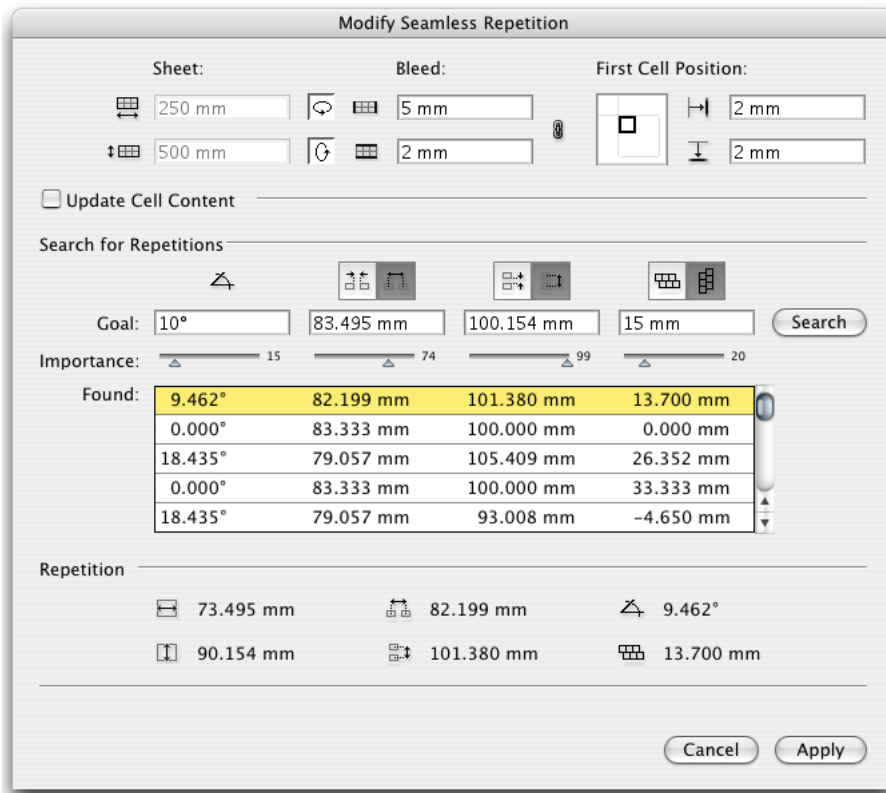 Modify Seamless Repetition
Sheet: Bleed: First Cell Position:
250 mm 5 mm 2 mm
500 mm 2 mm 2 mm
Update Cell Content
Search for Repetitions
Goal: 10° 83.495 mm 100.154 mm 15 mm Search
Importance: 15 74 99 20
Found: 9.462° 82.199 mm 101.380 mm 13.700 mm
0.000° 83.333 mm 100.000 mm 0.000 mm
18.435° 79.057 mm 105.409 mm 26.352 mm
0.000° 83.333 mm 100.000 mm 33.333 mm
18.435° 79.057 mm 93.008 mm -4.650 mm
Repetition
73.495 mm 82.199 mm 9.462°
90.154 mm 101.380 mm 13.700 mm
Cancel Apply